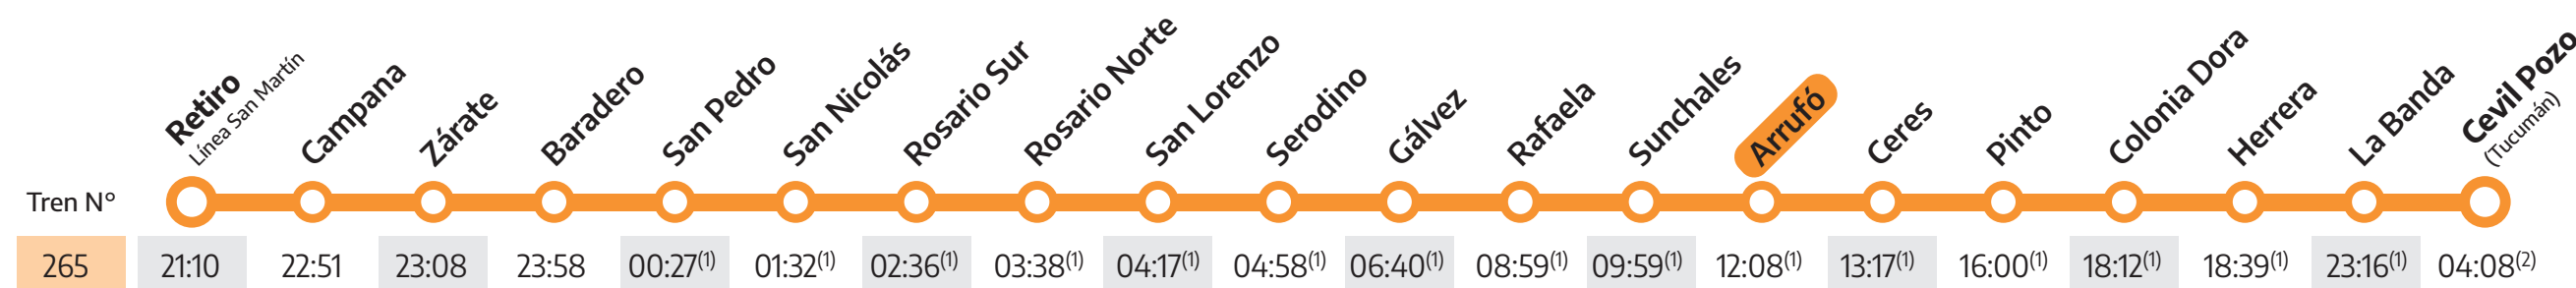 Retiro
Línea San Martín
Campana
Zárate
Baradero
San Pedro
San Nicolás
Rosario Sur
Rosario Norte
San Lorenzo
Serodino
Gálvez
Rafaela
Sunchales
Arrufó
Ceres
Pinto
Colonia Dora
Herrera
La Banda
Cevil Pozo
(Tucumán)
Tren N°
265 21:10 22:51 23:08 23:58 00:27(1) 01:32(1) 02:36(1) 03:38(1) 04:17(1) 04:58(1) 06:40(1) 08:59(1) 09:59(1) 12:08(1) 13:17(1) 16:00(1) 18:12(1) 18:39(1) 23:16(1) 04:08(2)